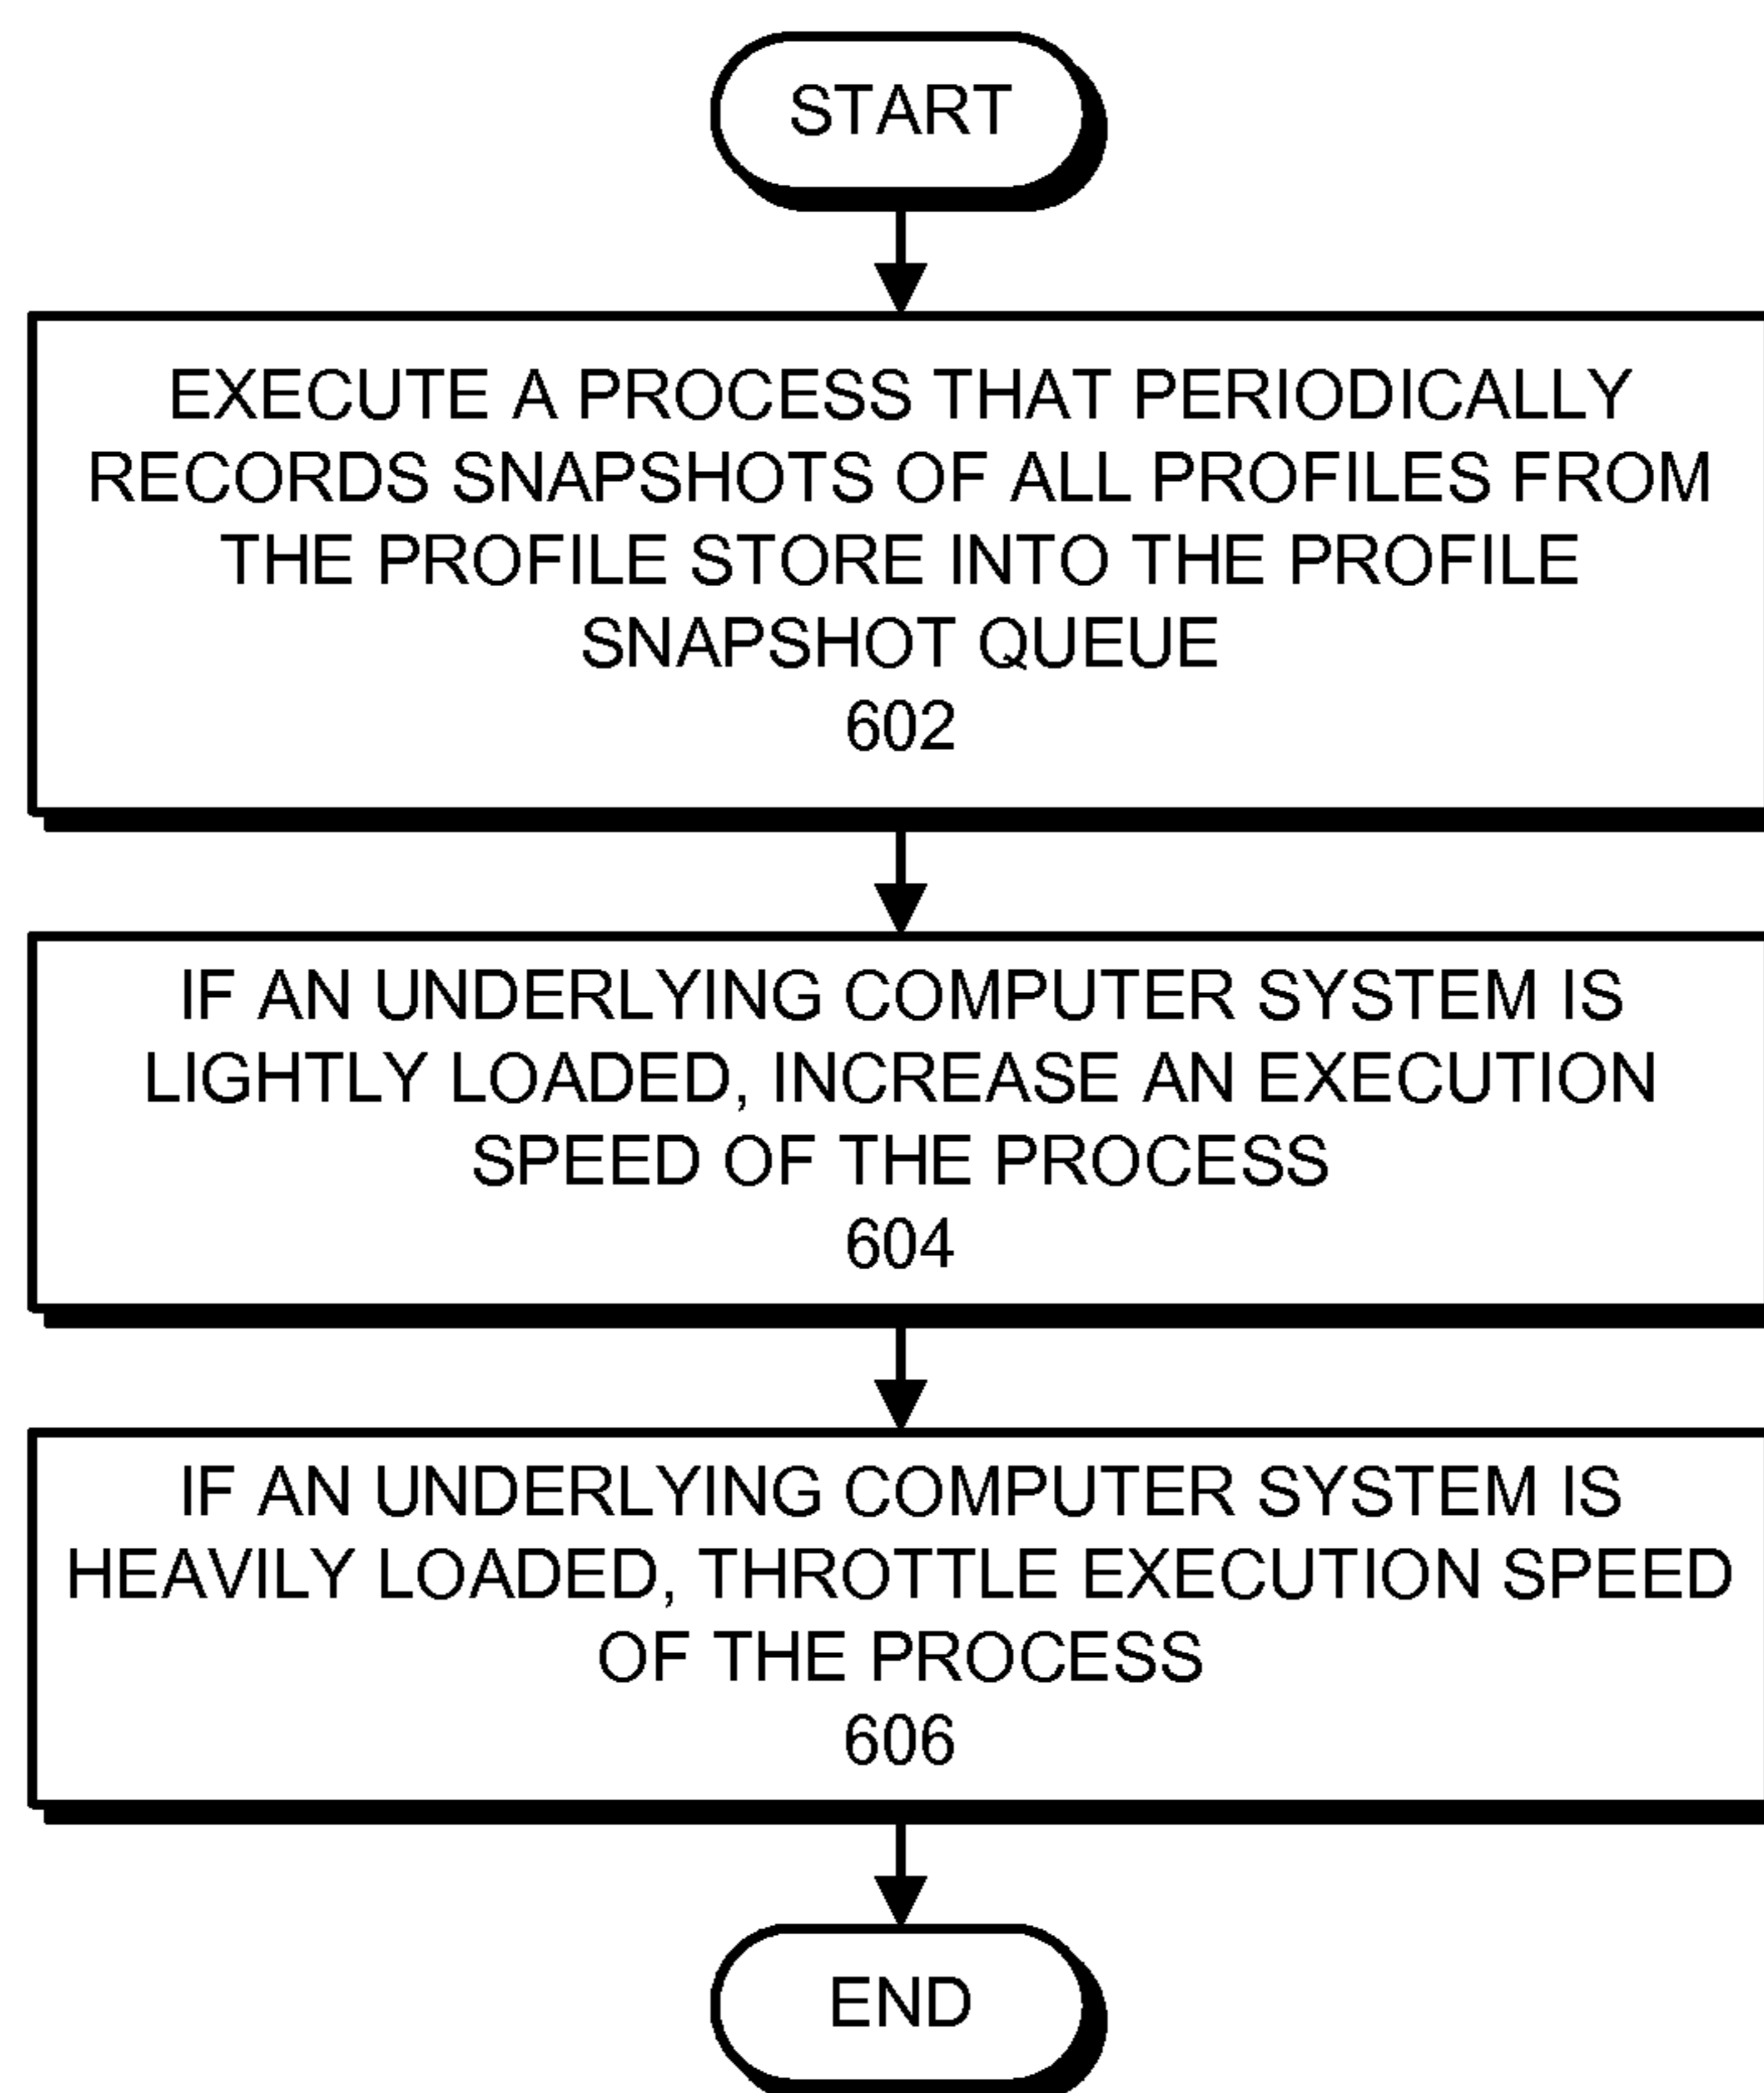 START
EXECUTE A PROCESS THAT PERIODICALLY
RECORDS SNAPSHOTS OF ALL PROFILES FROM
THE PROFILE STORE INTO THE PROFILE
SNAPSHOT QUEUE
602
IF AN UNDERLYING COMPUTER SYSTEM IS
LIGHTLY LOADED, INCREASE AN EXECUTION
SPEED OF THE PROCESS
604
IF AN UNDERLYING COMPUTER SYSTEM IS
HEAVILY LOADED, THROTTLE EXECUTION SPEED
OF THE PROCESS
606
END